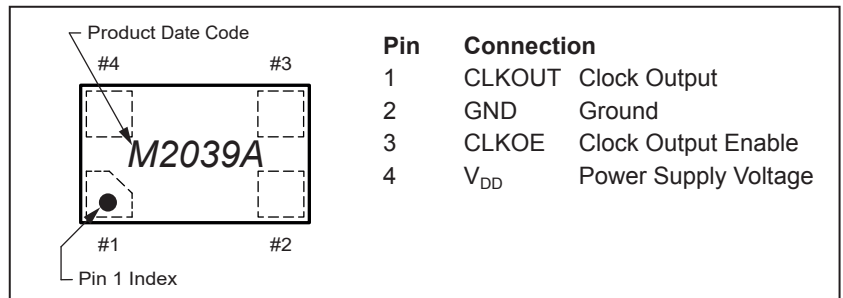 Product Date Code
#4 #3
M2039A
#1 #2
Pin 1 Index
Pin Connection
1 CLKOUT Clock Output
2 GND Ground
3 CLKOE Clock Output Enable
4 VDD Power Supply Voltage